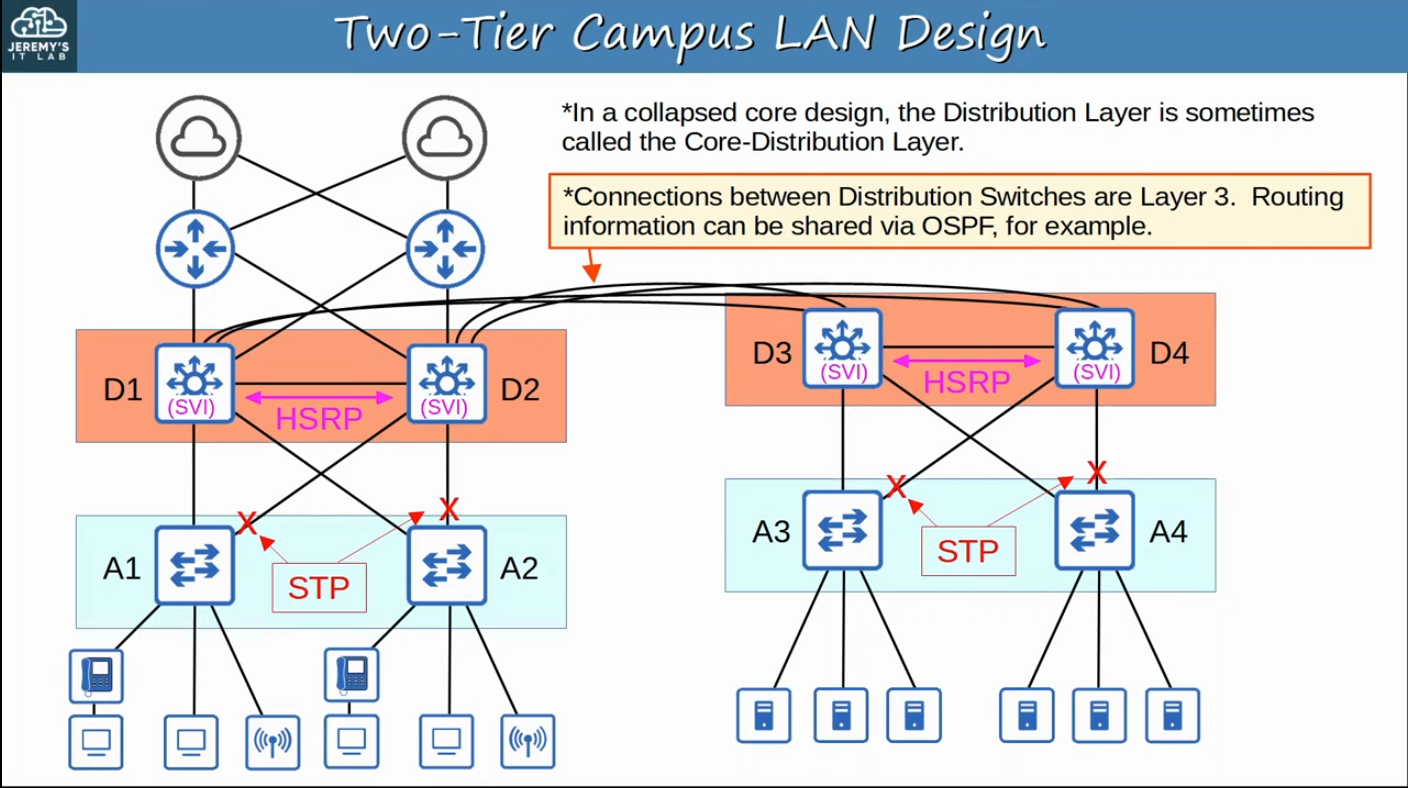 JEREMY'S
IT LAB
Two-Tier Campus LAN Design
*In a collapsed core design, the Distribution Layer is sometimes
called the Core-Distribution Layer.
*Connections between Distribution Switches are Layer 3. Routing
information can be shared via OSPF, for example.
D1
(SVI)
HSRP
(SVI)
D2
D3
(SVI)
HSRP
(SVI)
D4
X
X
A1
STP
A2
X
X
A3
STP
A4